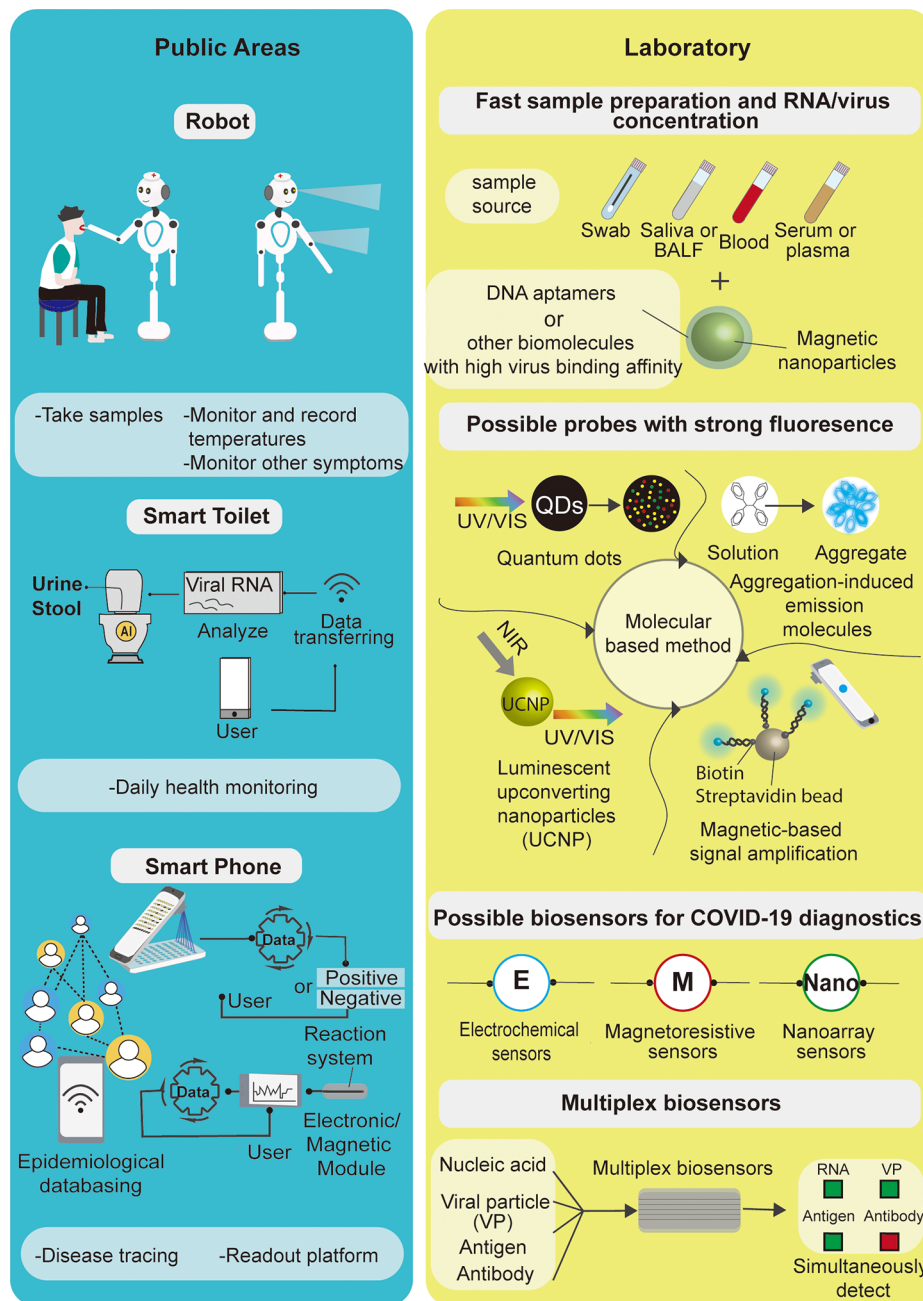 Public Areas
Robot
-Take samples
-Monitor and record
temperatures
-Monitor other symptoms
Smart Toilet
Urine
Stool
AI
Viral RNA
Analyze
Data
transferring
User
-Daily health monitoring
Smart Phone
Data
User
or
Positive
Negative
Reaction
system
Data
User
Electronic/
Magnetic
Module
Epidemiological
databasing
-Disease tracing
-Readout platform
Laboratory
Fast sample preparation and RNA/virus
concentration
sample
source
Swab
Saliva or
BALF
Blood
Serum or
plasma
+
DNA aptamers
or
other biomolecules
with high virus binding affinity
Magnetic
nanoparticles
Possible probes with strong fluoresence
UV/VIS
QDs
Quantum dots
Solution
Aggregate
Aggregation-induced
emission
molecules
Molecular
based method
NIR
UCNP
UV/VIS
Luminescent
upconverting
nanoparticles
(UCNP)
Biotin
Streptavidin bead
Magnetic-based
signal amplification
Possible biosensors for COVID-19 diagnostics
E
M
Nano
Electrochemical
sensors
Magnetoresistive
sensors
Nanoarray
sensors
Multiplex biosensors
Nucleic acid
Viral particle
(VP)
Antigen
Antibody
Multiplex biosensors
RNA
VP
Antigen
Antibody
Simultaneously
detect